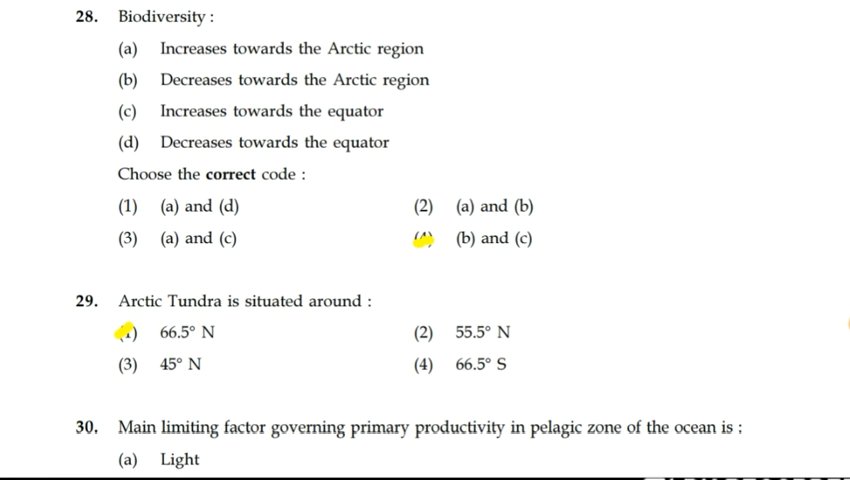 28. Biodiversity :
(a) Increases towards the Arctic region
(b) Decreases towards the Arctic region
(c) Increases towards the equator
(d) Decreases towards the equator
Choose the correct code :
(1) (a) and (d) (2) (a) and (b)
(3) (a) and (c) (4) (b) and (c)
29. Arctic Tundra is situated around :
(1) 66.5° N (2) 55.5° N
(3) 45° N (4) 66.5° S
30. Main limiting factor governing primary productivity in pelagic zone of the ocean is :
(a) Light